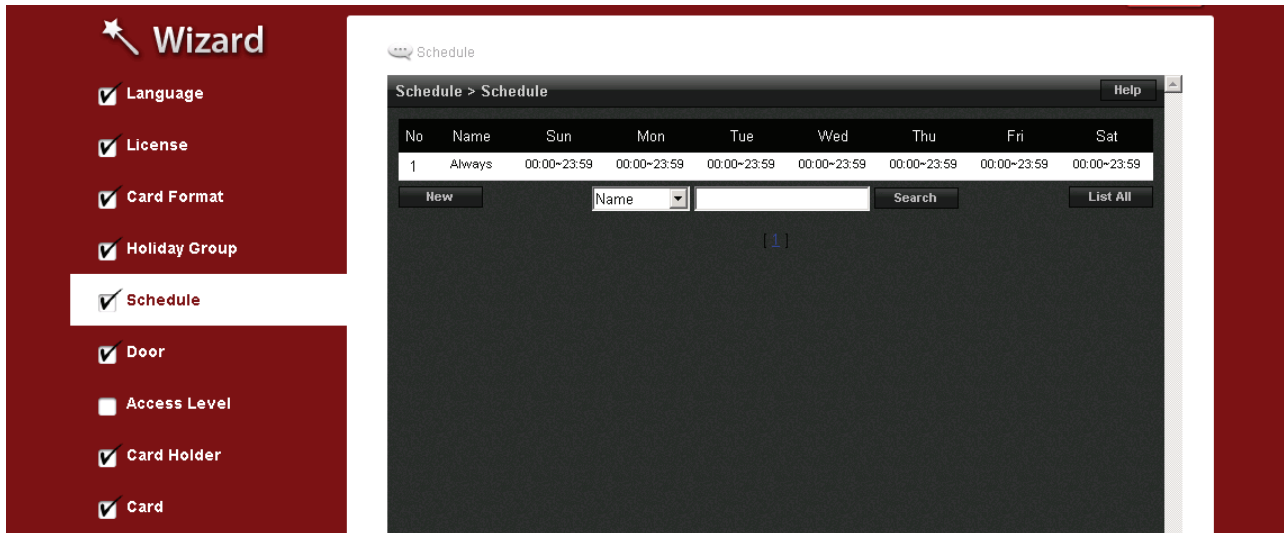 Wizard
Language
License
Card Format
Holiday Group
Schedule
Door
Access Level
Card Holder
Card
Schedule
Schedule > Schedule Help
No Name Sun Mon Tue Wed Thu Fri Sat
1 Always 00:00~23:59 00:00~23:59 00:00~23:59 00:00~23:59 00:00~23:59 00:00~23:59 00:00~23:59
New Name Search List All
[ 1 ]